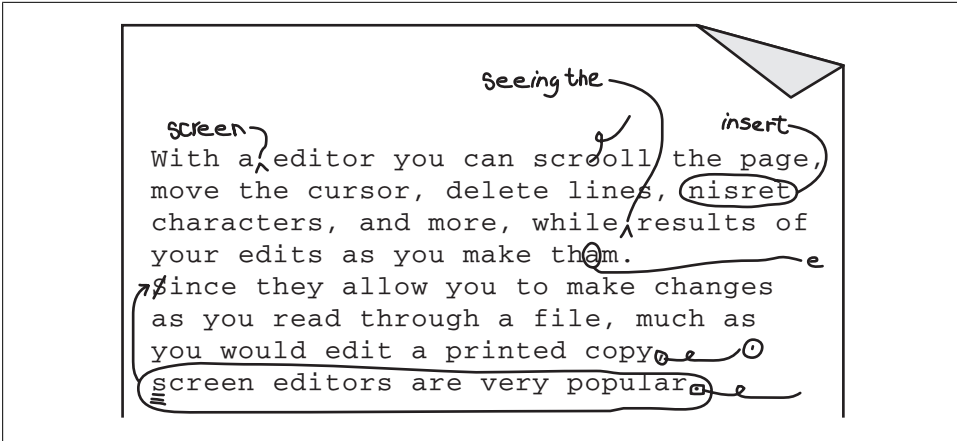 seeing the
screen insert
With a editor you can scrooll the page,
move the cursor, delete lines, nisret
characters, and more, while results of
your edits as you make tham.
e
Since they allow you to make changes
as you read through a file, much as
you would edit a printed copy,
screen editors are very popular.